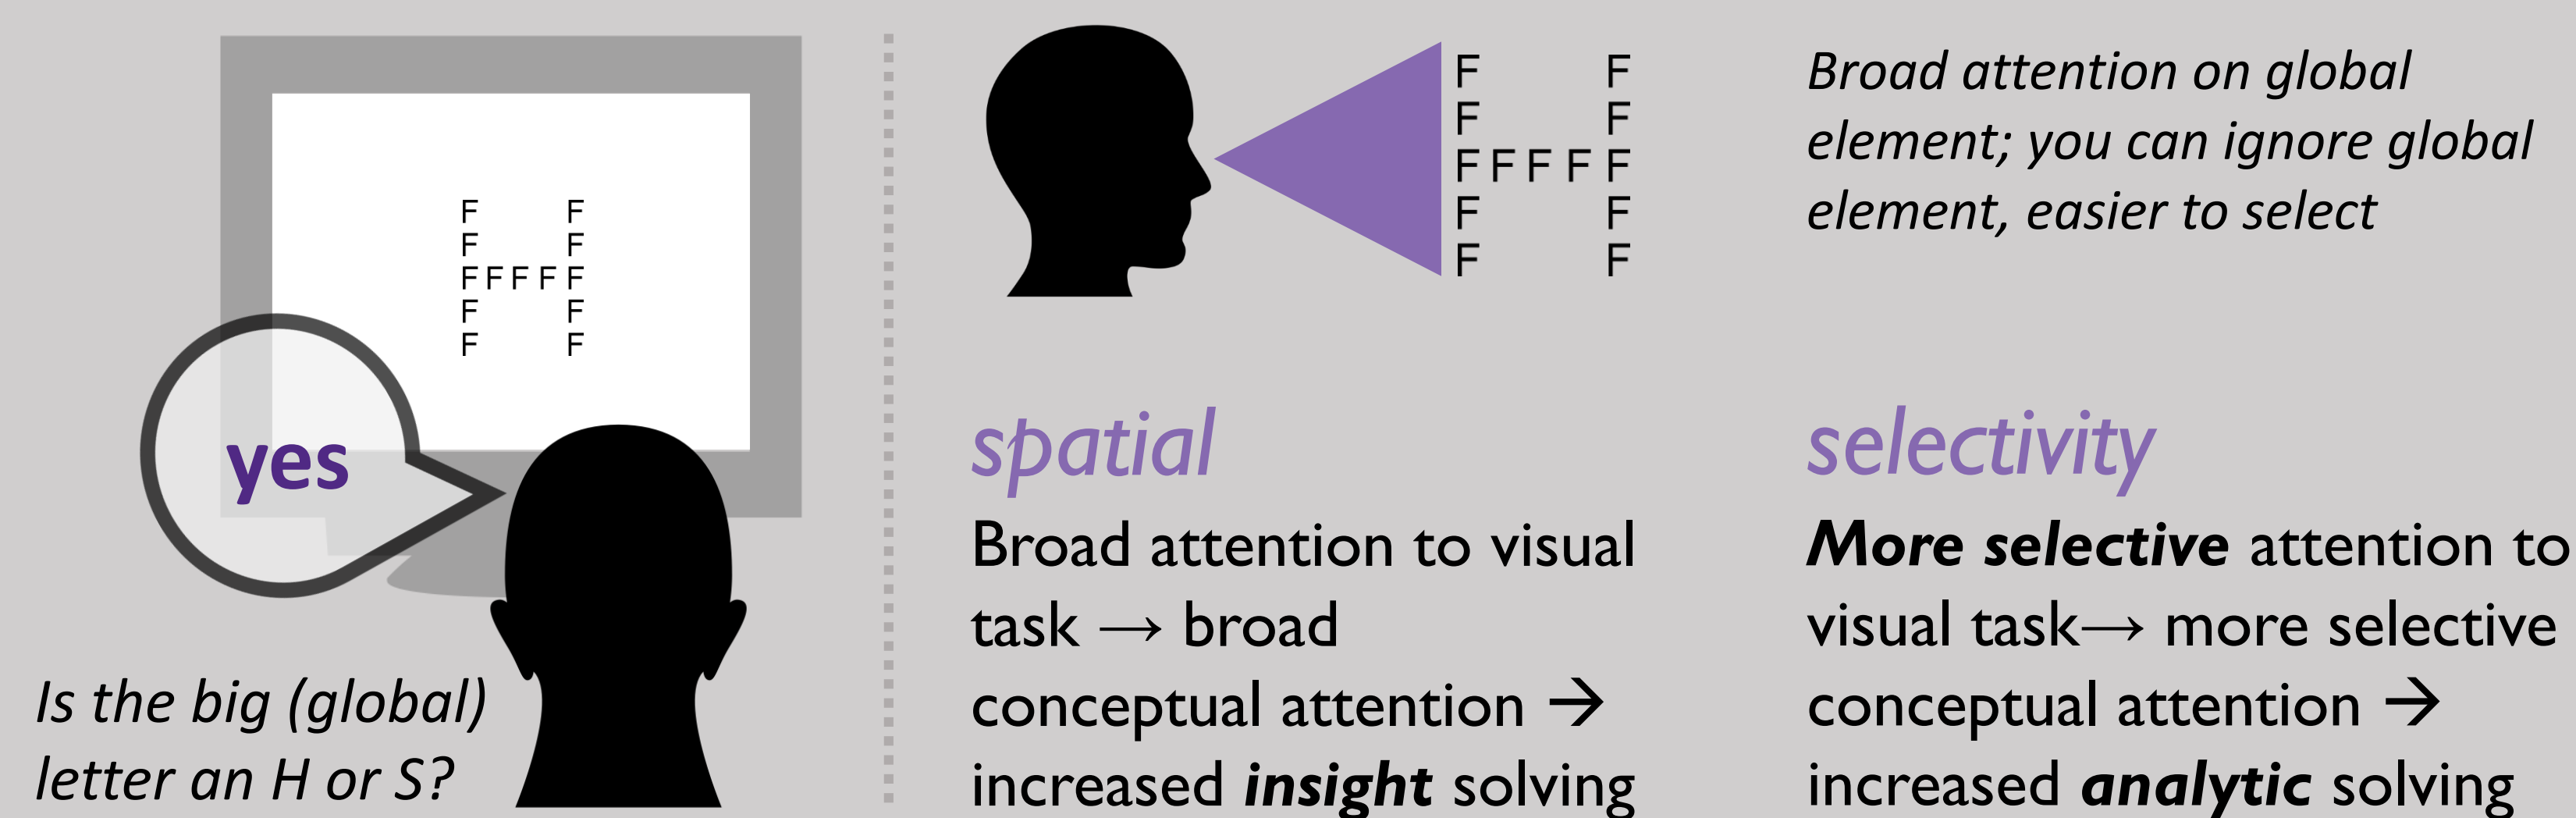 F F
F F
F F F F F
F F
F F
yes
Is the big (global)
letter an H or S?
F F
F F
F F F F F
F F
F F
Broad attention on global
element; you can ignore global
element, easier to select
spatial
Broad attention to visual
task → broad
conceptual attention →
increased insight solving
selectivity
More selective attention to
visual task→ more selective
conceptual attention →
increased analytic solving